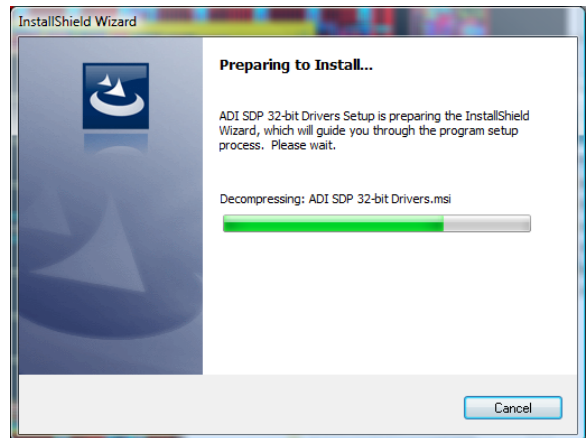 InstallShield Wizard
Preparing to Install...
ADI SDP 32-bit Drivers Setup is preparing the InstallShield
Wizard, which will guide you through the program setup
process. Please wait.
Decompressing: ADI SDP 32-bit Drivers.msi
Cancel